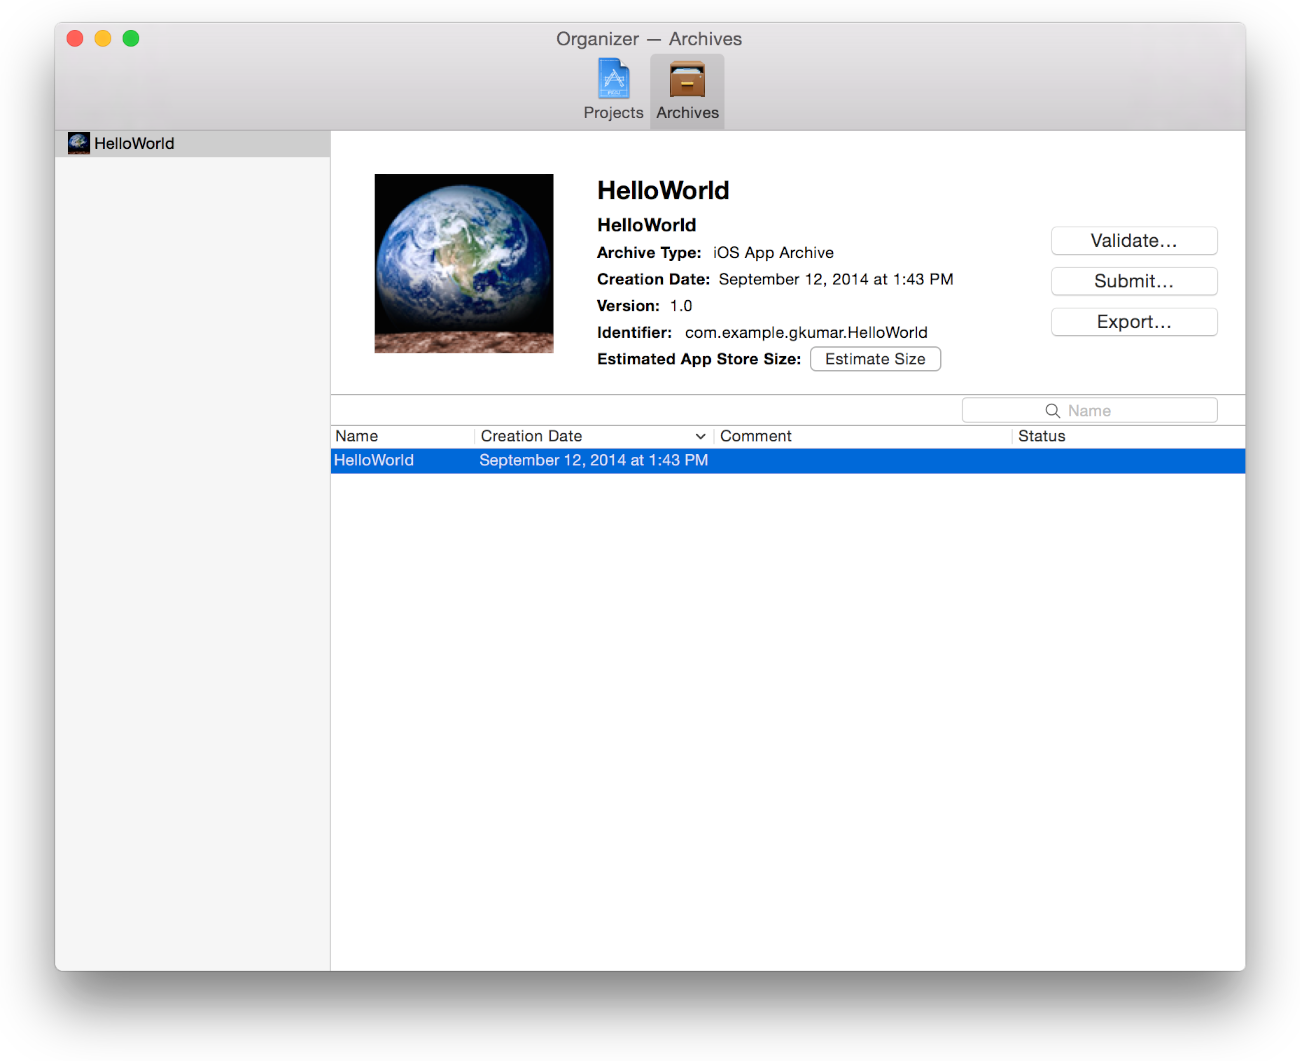 Organizer — Archives
Projects
Archives
HelloWorld
HelloWorld
HelloWorld
Archive Type: iOS App Archive
Creation Date: September 12, 2014 at 1:43 PM
Version: 1.0
Identifier: com.example.gkumar.HelloWorld
Estimated App Store Size: Estimate Size
Validate...
Submit...
Export...
Name
Name Creation Date Comment Status
HelloWorld September 12, 2014 at 1:43 PM